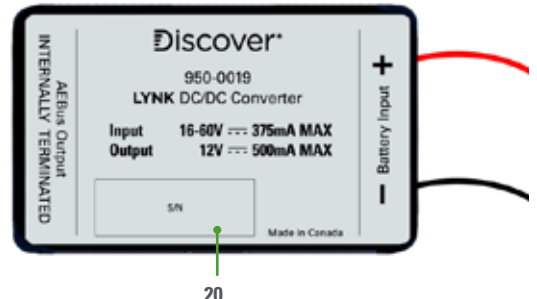 Discover
950-0019
LYNK DC/DC Converter
Input 16-60V ⎓ 375mA MAX
Output 12V ⎓ 500mA MAX
S/N
Made in Canada
AEBus Output
INTERNALLY TERMINATED
+
Battery Input
−
20